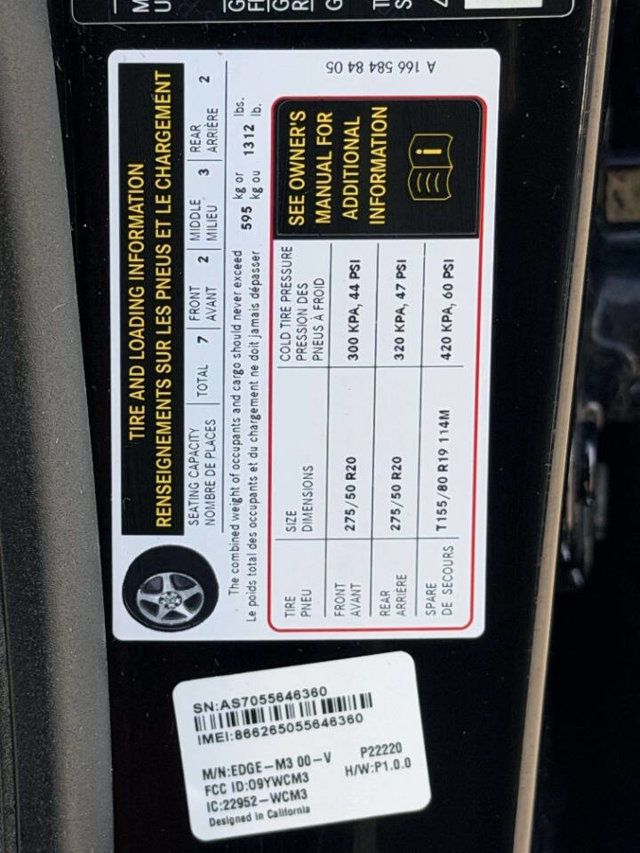 TIRE AND LOADING INFORMATION
RENSEIGNEMENTS SUR LES PNEUS ET LE CHARGEMENT
SEATING CAPACITY TOTAL 7 FRONT 2 MIDDLE 3 REAR 2
NOMBRE DE PLACES AVANT MILIEU ARRIÈRE
The combined weight of occupants and cargo should never exceed 595 kg or 1312 lbs.
Le poids total des occupants et du chargement ne doit jamais dépasser kg ou lb.
TIRE SIZE COLD TIRE PRESSURE
PNEU DIMENSIONS PRESSION DES
PNEUS À FROID
FRONT 275/50 R20 300 KPA, 44 PSI
AVANT
REAR 275/50 R20 320 KPA, 47 PSI
ARRIÈRE
SPARE T155/80 R19 114M 420 KPA, 60 PSI
DE SECOURS
SEE OWNER'S
MANUAL FOR
ADDITIONAL
INFORMATION
A 166 584 84 05
SN:AS7055646360
IMEI:866265055646360
M/N:EDGE-M3 00-V P22220
FCC ID:09YWCM3 H/W:P1.0.0
IC:22952-WCM3
Designed in California